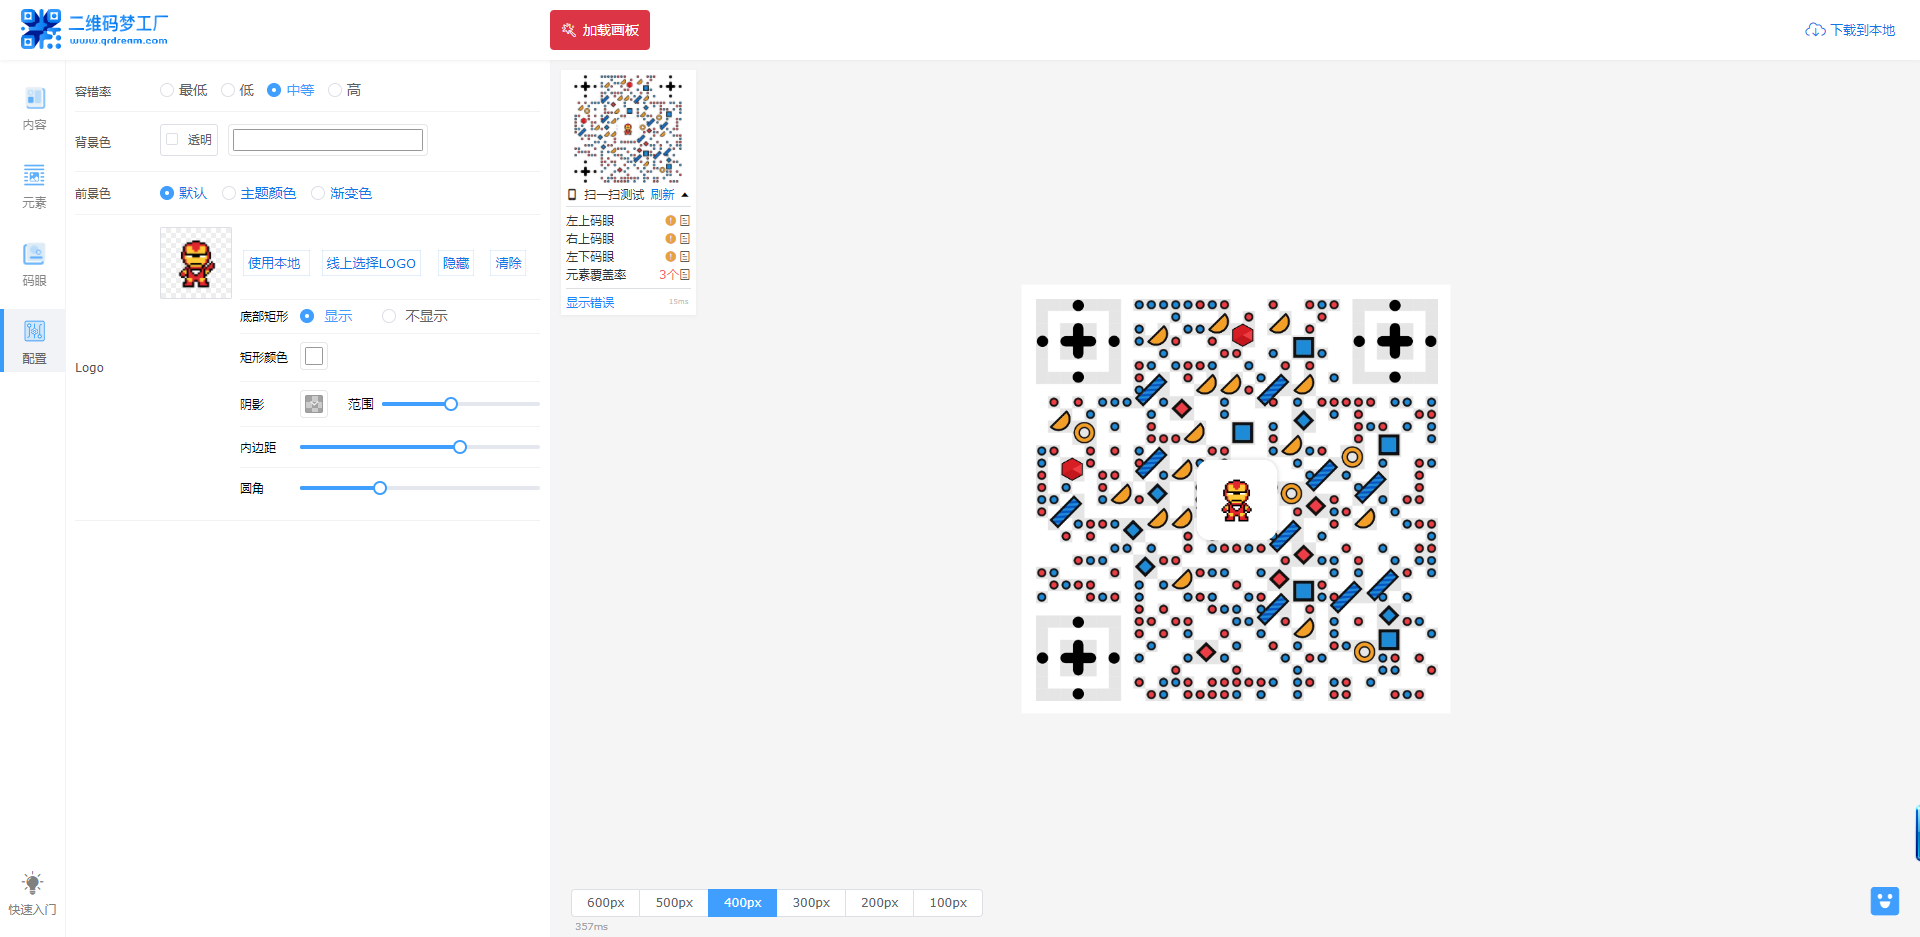 二维码梦工厂
www.qrdream.com
加载画板
下载到本地
内容
元素
码眼
配置
快速入门
容错率 最低 低 中等 高
背景色 透明
前景色 默认 主题颜色 渐变色
Logo
使用本地 线上选择LOGO 隐藏 清除
底部矩形 显示 不显示
矩形颜色
阴影 范围
内边距
圆角
扫一扫测试 刷新
左上码眼
右上码眼
左下码眼
元素覆盖率 3个
显示错误 15ms
600px 500px 400px 300px 200px 100px
357ms